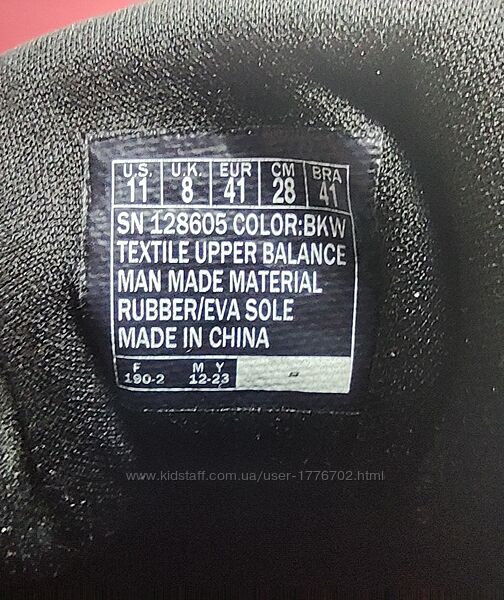 U.S. U.K. EUR CM BRA
11 8 41 28 41
SN 128605 COLOR:BKW
TEXTILE UPPER BALANCE
MAN MADE MATERIAL
RUBBER/EVA SOLE
MADE IN CHINA
F M Y
190-2 12-23 -
www.kidstaff.com.ua/user-1776702.html